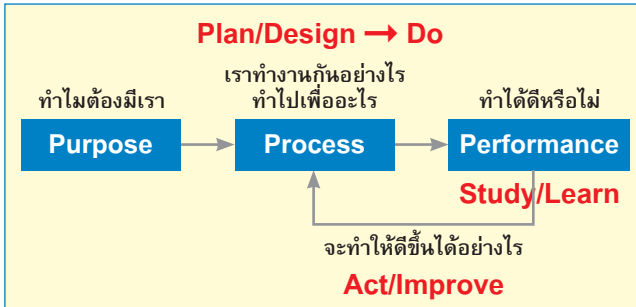 Plan/Design → Do
เราทำงานกันอย่างไร
ทำไมต้องมีเรา
ทำไปเพื่ออะไร
ทำได้ดีหรือไม่
Purpose
Process
Performance
Study/Learn
จะทำให้ดีขึ้นได้อย่างไร
Act/Improve